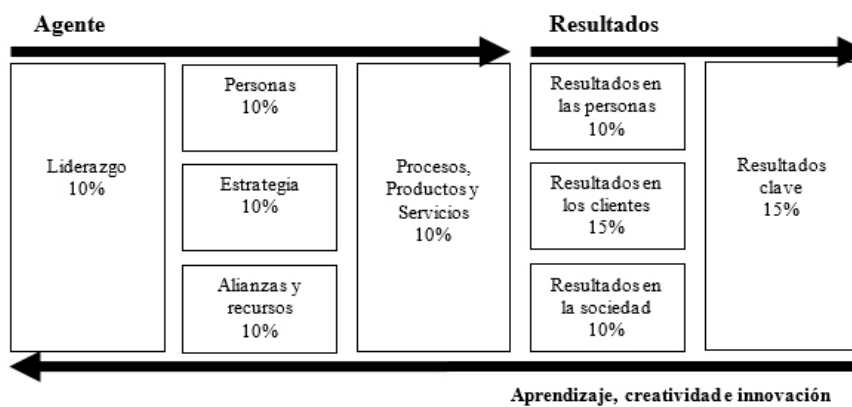 Agente
Resultados
Liderazgo
10%
Personas
10%
Estrategia
10%
Alianzas y
recursos
10%
Procesos,
Productos y
Servicios
10%
Resultados en
las personas
10%
Resultados en
los clientes
15%
Resultados en
la sociedad
10%
Resultados
clave
15%
Aprendizaje, creatividad e innovación